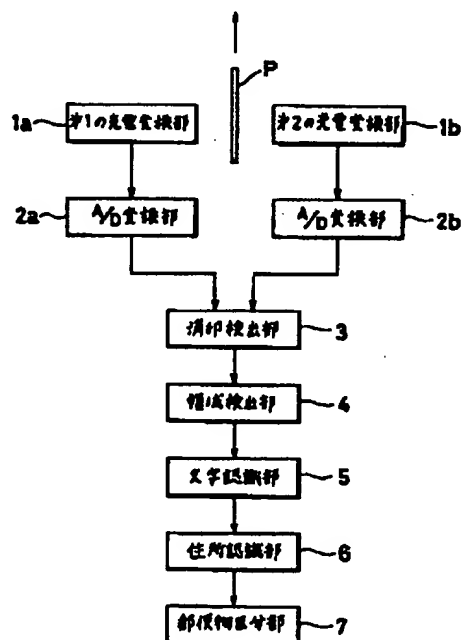 P
1a 第1の光電変換部
第2の光電変換部 1b
2a A/D変換部
A/D変換部 2b
消印検出部 3
領域検出部 4
文字認識部 5
住所認識部 6
郵便物区分部 7